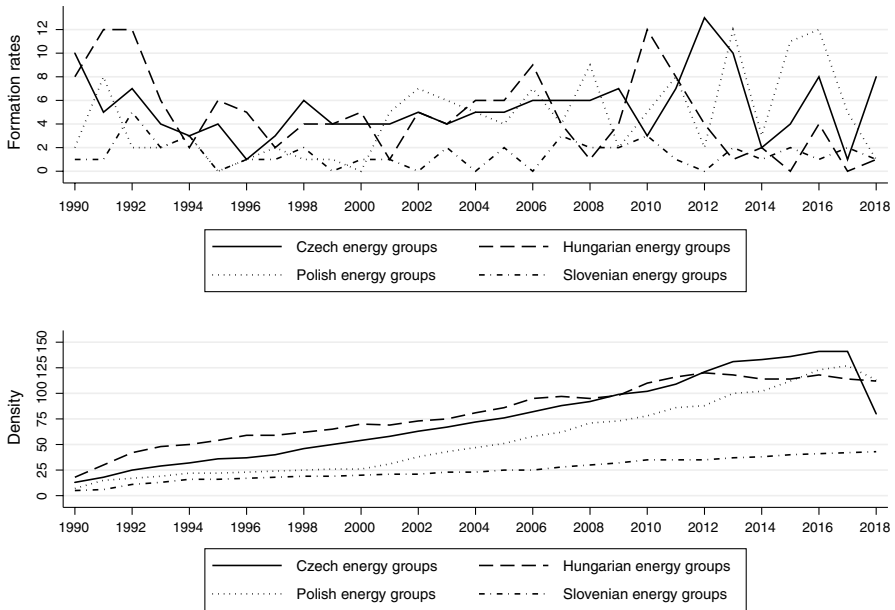 Formation rates
12
10
8
6
4
2
0
1990 1992 1994 1996 1998 2000 2002 2004 2006 2008 2010 2012 2014 2016 2018
Czech energy groups Hungarian energy groups
Polish energy groups Slovenian energy groups
Density
150
125
100
75
50
25
0
1990 1992 1994 1996 1998 2000 2002 2004 2006 2008 2010 2012 2014 2016 2018
Czech energy groups Hungarian energy groups
Polish energy groups Slovenian energy groups